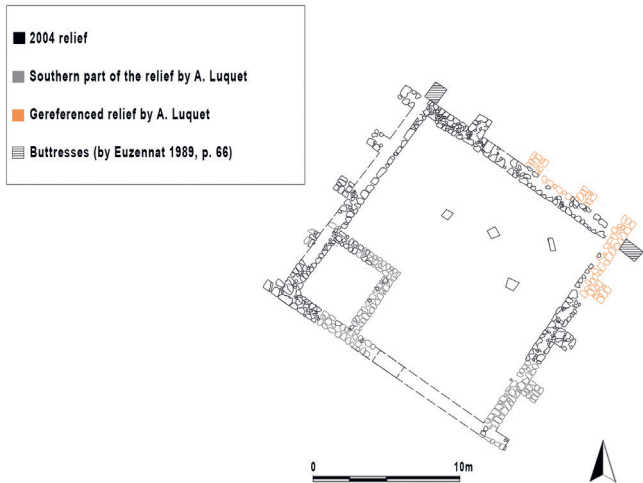 2004 relief
Southern part of the relief by A. Luquet
Gereferenced relief by A. Luquet
Buttresses (by Euzennat 1989, p. 66)
0 10m